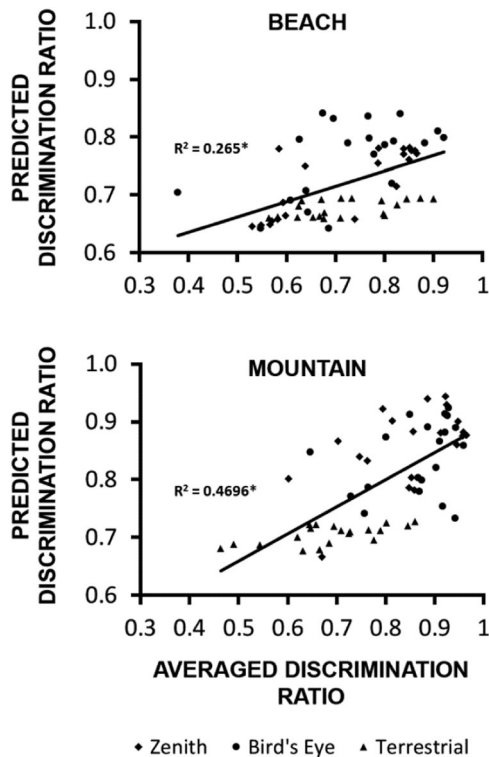 BEACH
PREDICTED
DISCRIMINATION RATIO
1.0
0.9
0.8
0.7
0.6
R² = 0.265*
0.3 0.4 0.5 0.6 0.7 0.8 0.9 1
MOUNTAIN
PREDICTED
DISCRIMINATION RATIO
1.0
0.9
0.8
0.7
0.6
R² = 0.4696*
0.3 0.4 0.5 0.6 0.7 0.8 0.9 1
AVERAGED DISCRIMINATION
RATIO
Zenith Bird's Eye Terrestrial